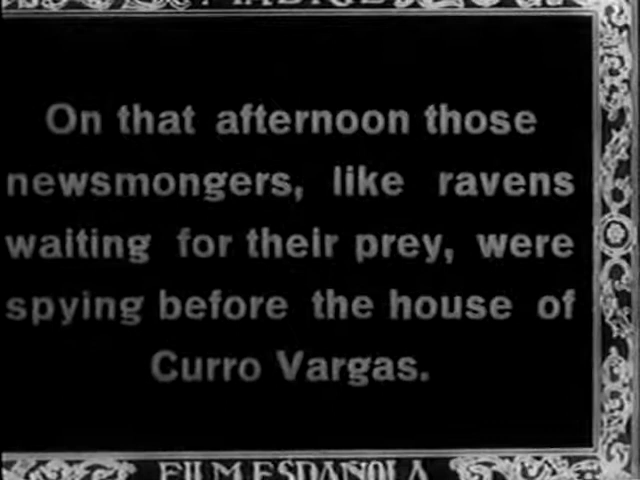 On that afternoon those
newsmongers, like ravens
waiting for their prey, were
spying before the house of
Curro Vargas.
FILM ESPAÑOLA